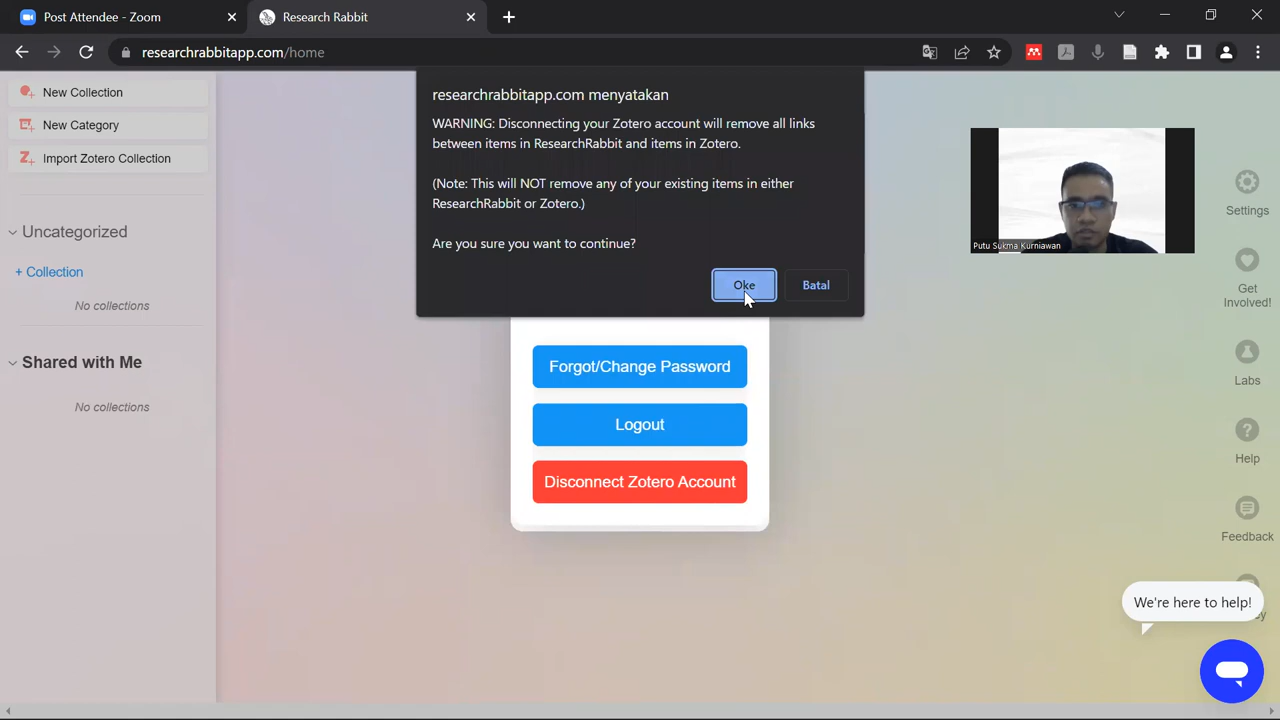 Post Attendee - Zoom
Research Rabbit
researchrabbitapp.com/home
New Collection
New Category
Import Zotero Collection
Uncategorized
+ Collection
No collections
Shared with Me
No collections
researchrabbitapp.com menyatakan
WARNING: Disconnecting your Zotero account will remove all links
between items in ResearchRabbit and items in Zotero.
(Note: This will NOT remove any of your existing items in either
ResearchRabbit or Zotero.)
Are you sure you want to continue?
Oke
Batal
Forgot/Change Password
Logout
Disconnect Zotero Account
Putu Sukma Kurniawan
Settings
Get
Involved!
Labs
Help
Feedback
We're here to help!